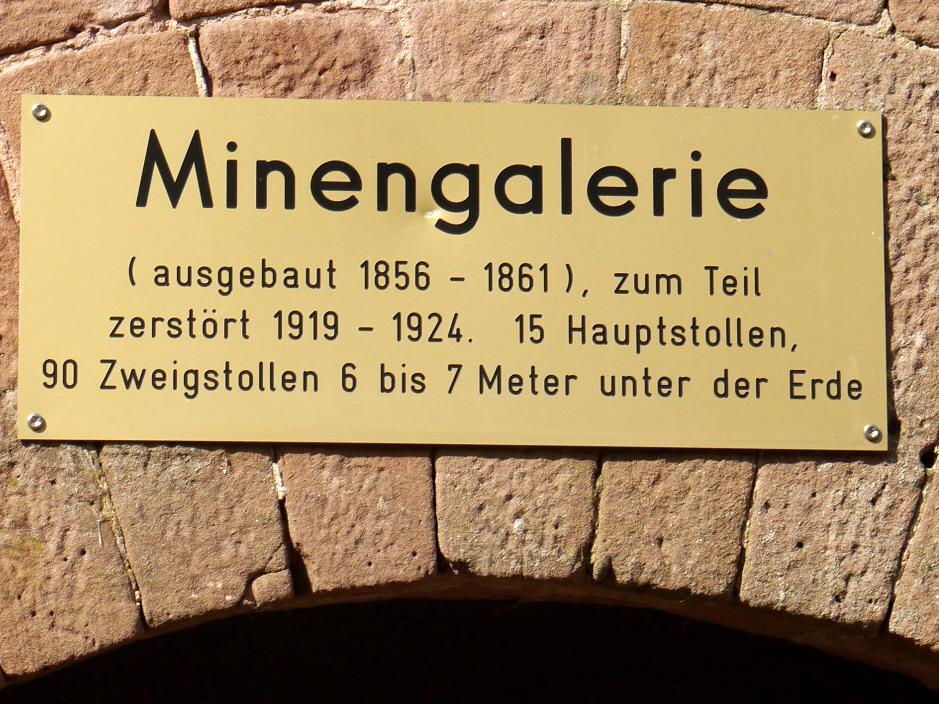 Minengalerie
( ausgebaut 1856 - 1861 ), zum Teil
zerstört 1919 - 1924. 15 Hauptstollen,
90 Zweigstollen 6 bis 7 Meter unter der Erde